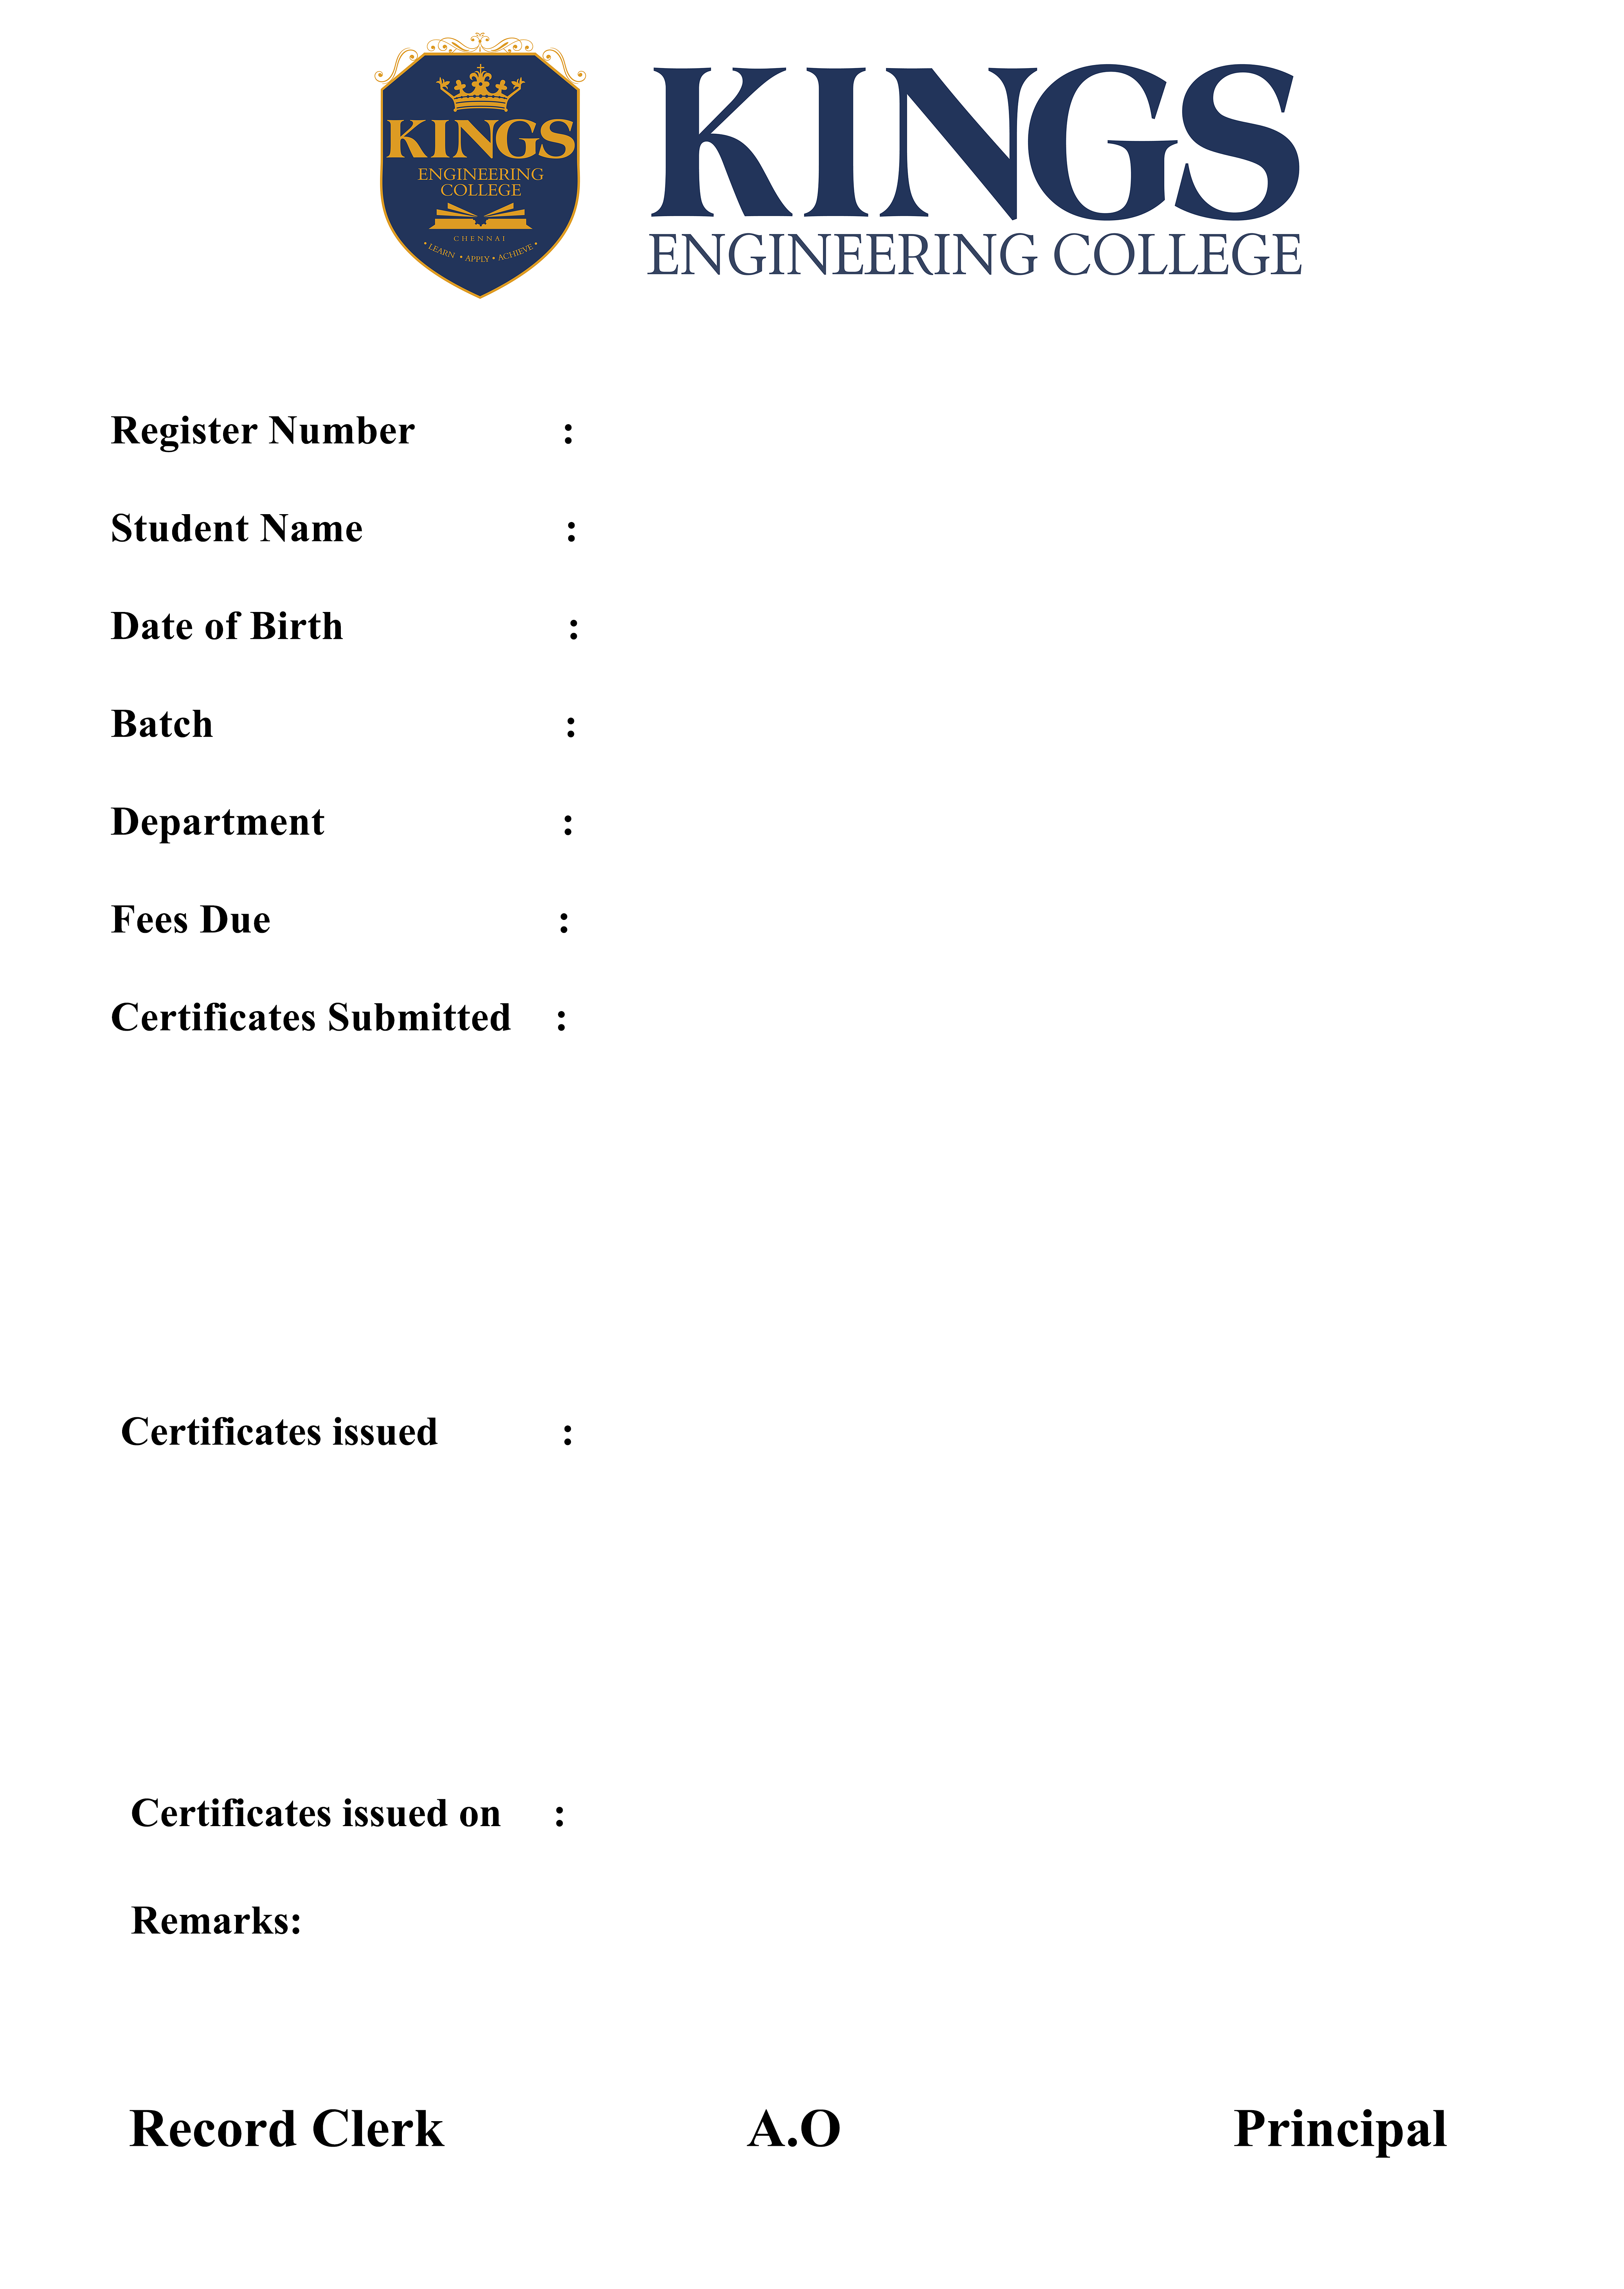 KINGS
ENGINEERING
COLLEGE
CHENNAI
• LEARN • APPLY • ACHIEVE •
KINGS
ENGINEERING COLLEGE
Register Number :
Student Name :
Date of Birth :
Batch :
Department :
Fees Due :
Certificates Submitted :
Certificates issued :
Certificates issued on :
Remarks:
Record Clerk A.O Principal